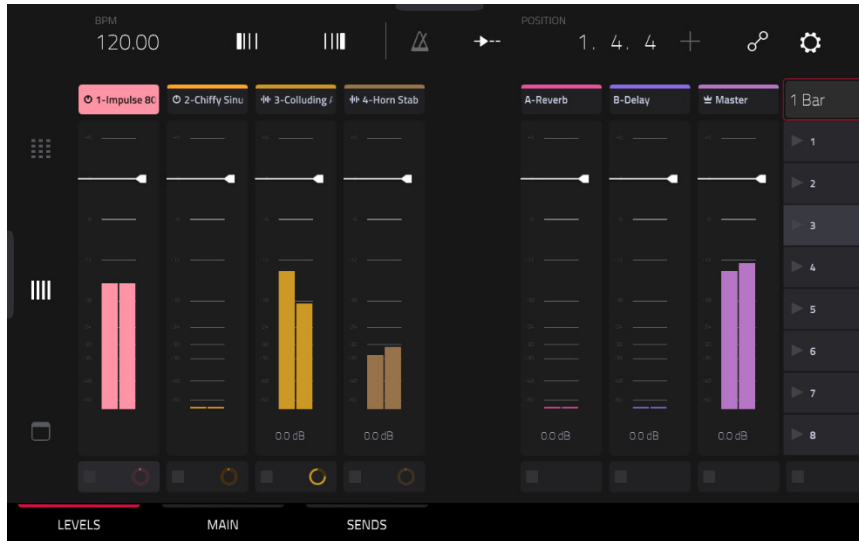 BPM
POSITION
120.00
1. 4. 4
1-Impulse 80
2-Chiffy Sinu
3-Colluding
4-Horn Stab
A-Reverb
B-Delay
Master
1 Bar
1
2
3
4
5
6
7
8
0.0 dB
0.0 dB
0.0 dB
0.0 dB
0.0 dB
LEVELS
MAIN
SENDS